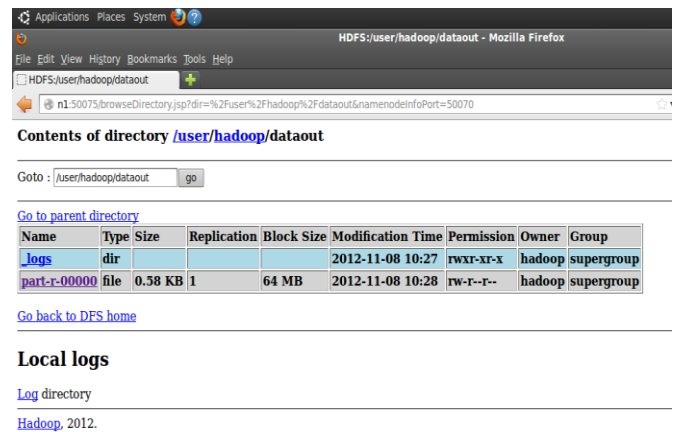 Applications Places System
HDFS:/user/hadoop/dataout - Mozilla Firefox
File Edit View History Bookmarks Tools Help
HDFS:/user/hadoop/dataout
n1:50075/browseDirectory.jsp?dir=%2Fuser%2Fhadoop%2Fdataout&namenodeInfoPort=50070
Contents of directory /user/hadoop/dataout
Goto : /user/hadoop/dataout go
Go to parent directory
Name Type Size Replication Block Size Modification Time Permission Owner Group
_logs dir 2012-11-08 10:27 rwxr-xr-x hadoop supergroup
part-r-00000 file 0.58 KB 1 64 MB 2012-11-08 10:28 rw-r--r-- hadoop supergroup
Go back to DFS home
Local logs
Log directory
Hadoop, 2012.